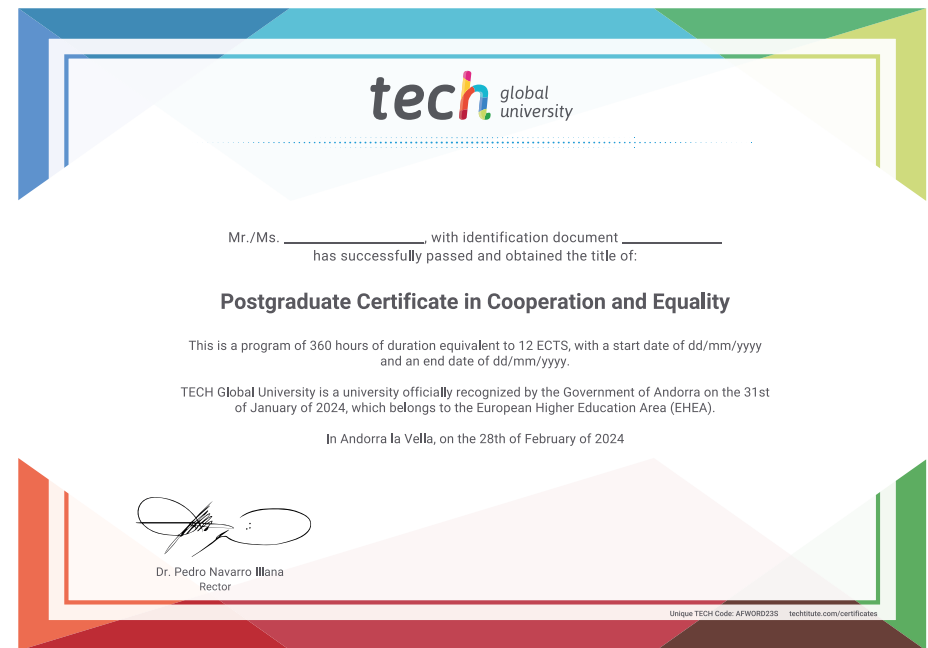 tech global
university
Mr./Ms. ____________________, with identification document ______________
has successfully passed and obtained the title of:
Postgraduate Certificate in Cooperation and Equality
This is a program of 360 hours of duration equivalent to 12 ECTS, with a start date of dd/mm/yyyy
and an end date of dd/mm/yyyy.
TECH Global University is a university officially recognized by the Government of Andorra on the 31st
of January of 2024, which belongs to the European Higher Education Area (EHEA).
In Andorra la Vella, on the 28th of February of 2024
Dr. Pedro Navarro Illana
Rector
Unique TECH Code: AFWORD23S techtitute.com/certificates